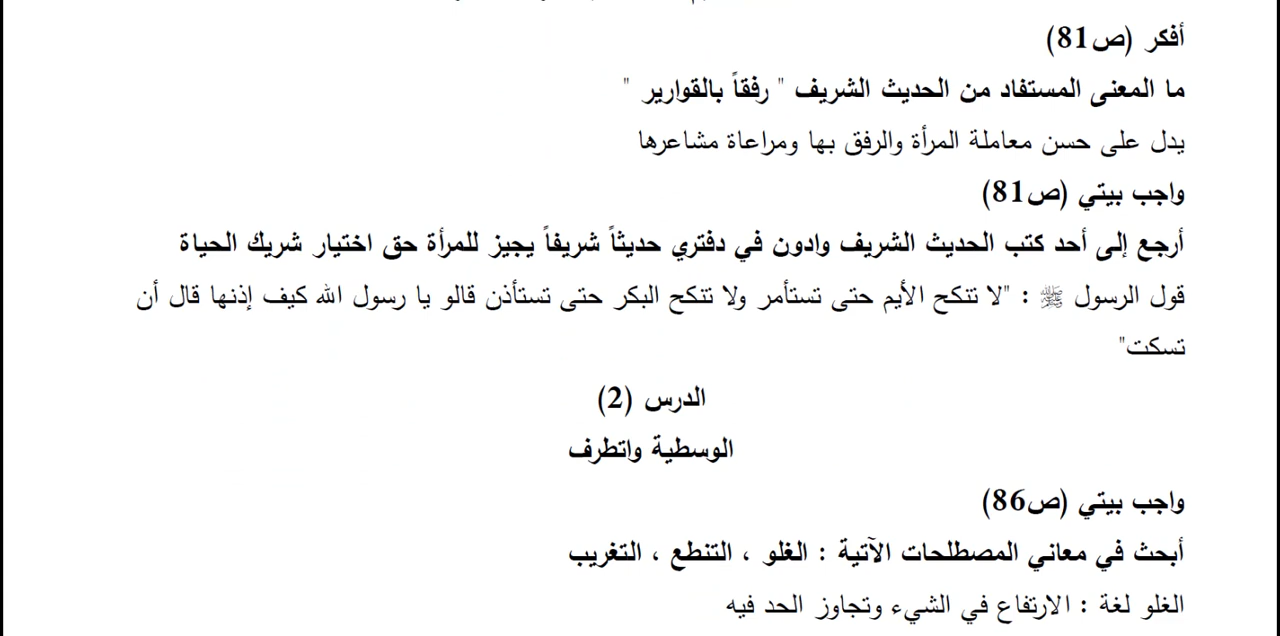 أفكر (ص81)
ما المعنى المستفاد من الحديث الشريف " رفقاً بالقوارير "
يدل على حسن معاملة المرأة والرفق بها ومراعاة مشاعرها
واجب بيتي (ص81)
أرجع إلى أحد كتب الحديث الشريف وادون في دفتري حديثاً شريفاً يجيز للمرأة حق اختيار شريك الحياة
قول الرسول ﷺ : "لا تنكح الأيم حتى تستأمر ولا تنكح البكر حتى تستأذن قالو يا رسول الله كيف إذنها قال أن
تسكت"
الدرس (2)
الوسطية واتطرف
واجب بيتي (ص86)
أبحث في معاني المصطلحات الآتية : الغلو ، التنطع ، التغريب
الغلو لغة : الارتفاع في الشيء وتجاوز الحد فيه